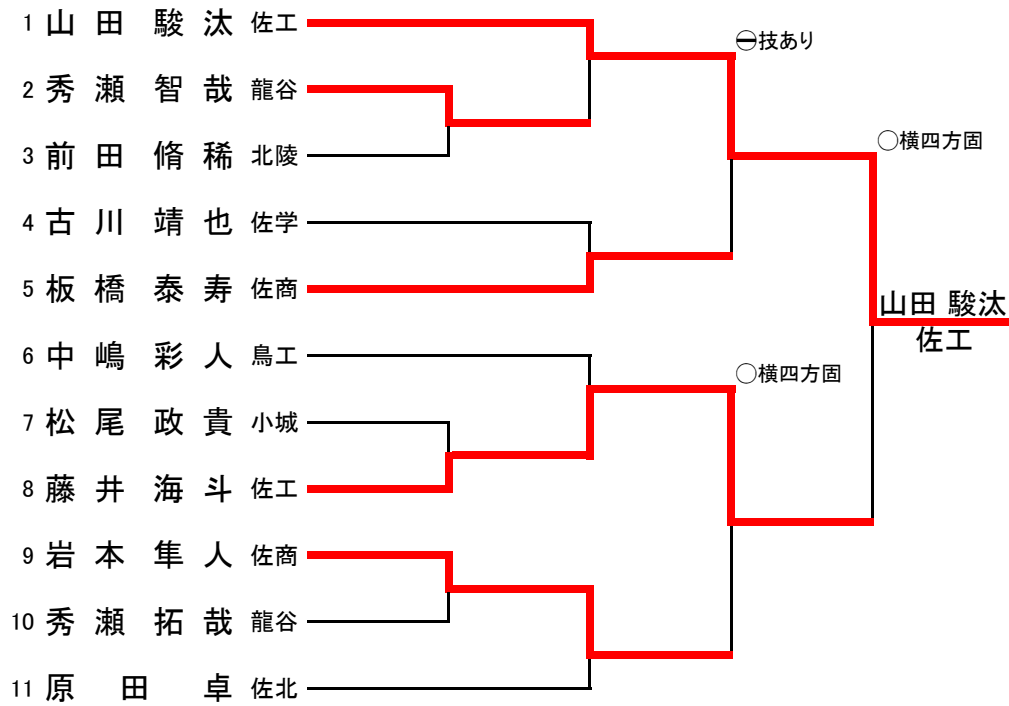 1 山田 駿汰 佐工
2 秀瀬 智哉 龍谷
3 前田 脩稀 北陵
4 古川 靖也 佐学
5 板橋 泰寿 佐商
6 中嶋 彩人 鳥工
7 松尾 政貴 小城
8 藤井 海斗 佐工
9 岩本 隼人 佐商
10 秀瀬 拓哉 龍谷
11 原田 卓 佐北
㊀技あり
○横四方固
○横四方固
山田 駿汰
佐工